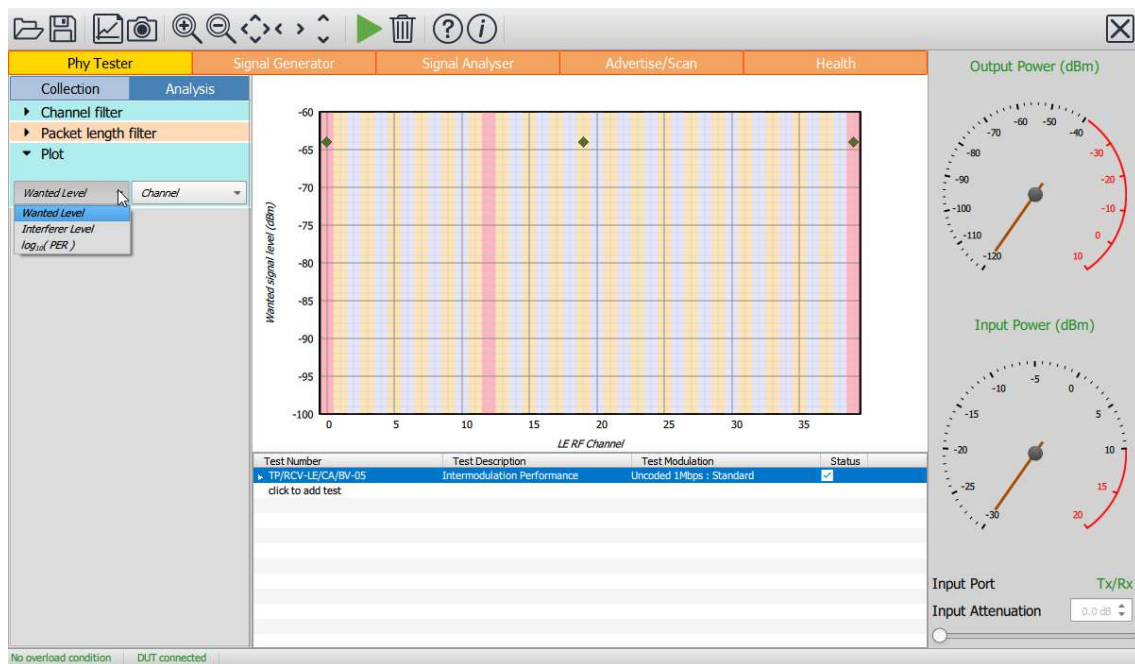 Phy Tester Signal Generator Signal Analyser Advertise/Scan Health
Collection Analysis
Channel filter
Packet length filter
Plot
Wanted Level Channel
Wanted Level
Interferer Level
log₁₀( PER )
Wanted signal level (dBm)
-60
-65
-70
-75
-80
-85
-90
-95
-100
0 5 10 15 20 25 30 35
LE RF Channel
Test Number Test Description Test Modulation Status
TP/RCV-LE/CA/BV-05 Intermodulation Performance Uncoded 1Mbps : Standard
click to add test
Output Power (dBm)
-120 -110 -100 -90 -80 -70 -60 -50 -40 -30 -20 -10 0 10
Input Power (dBm)
-30 -25 -20 -15 -10 -5 0 5 10 15 20
Input Port Tx/Rx
Input Attenuation 0.0 dB
No overload condition DUT connected